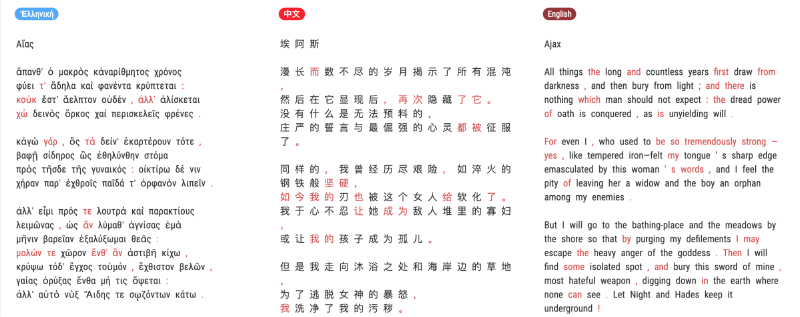 Ἑλληνική
Αἴας
ἅπανθ' ὁ μακρὸς κἀναρίθμητος χρόνος
φύει τ' ἄδηλα καὶ φανέντα κρύπτεται :
κοὐκ ἔστ' ἄελπτον οὐδέν , ἀλλ' ἁλίσκεται
χὠ δεινὸς ὅρκος χαἰ περισκελεῖς φρένες .
κἀγὼ γάρ , ὃς τὰ δείν' ἐκαρτέρουν τότε ,
βαφῇ σίδηρος ὣς ἐθηλύνθην στόμα
πρὸς τῆσδε τῆς γυναικός : οἰκτίρω δέ νιν
χήραν παρ' ἐχθροῖς παῖδά τ' ὀρφανὸν λιπεῖν .
ἀλλ' εἶμι πρός τε λουτρὰ καὶ παρακτίους
λειμῶνας , ὡς ἂν λύμαθ' ἁγνίσας ἐμὰ
μῆνιν βαρεῖαν ἐξαλύξωμαι θεᾶς :
μολών τε χῶρον ἔνθ' ἂν ἀστιβῆ κίχω ,
κρύψω τόδ' ἔγχος τοὐμόν , ἔχθιστον βελῶν ,
γαίας ὀρύξας ἔνθα μή τις ὄψεται :
ἀλλ' αὐτὸ νὺξ Ἅιδης τε σῳζόντων κάτω .
中文
埃 阿 斯
漫 长 而 数 不 尽 的 岁 月 揭 示 了 所 有 混 沌
，
然 后 在 它 显 现 后 ， 再 次 隐 藏 了 它 。
没 有 什 么 是 无 法 预 料 的 ，
庄 严 的 誓 言 与 最 倔 强 的 心 灵 都 被 征 服
了 。
同 样 的 ， 我 曾 经 历 尽 艰 险 ， 如 淬 火 的
钢 铁 般 坚 硬 ，
如 今 我 的 刃 也 被 这 个 女 人 给 软 化 了 。
我 于 心 不 忍 让 她 成 为 敌 人 堆 里 的 寡 妇
，
或 让 我 的 孩 子 成 为 孤 儿 。
但 是 我 走 向 沐 浴 之 处 和 海 岸 边 的 草 地
，
为 了 逃 脱 女 神 的 暴 怒 ，
我 洗 净 了 我 的 污 秽 。
English
Ajax
All things the long and countless years first draw from
darkness , and then bury from light ; and there is
nothing which man should not expect : the dread power
of oath is conquered , as is unyielding will .
For even I , who used to be so tremendously strong —
yes , like tempered iron—felt my tongue ' s sharp edge
emasculated by this woman ' s words , and I feel the
pity of leaving her a widow and the boy an orphan
among my enemies .
But I will go to the bathing-place and the meadows by
the shore so that by purging my defilements I may
escape the heavy anger of the goddess . Then I will
find some isolated spot , and bury this sword of mine ,
most hateful weapon , digging down in the earth where
none can see . Let Night and Hades keep it
underground !